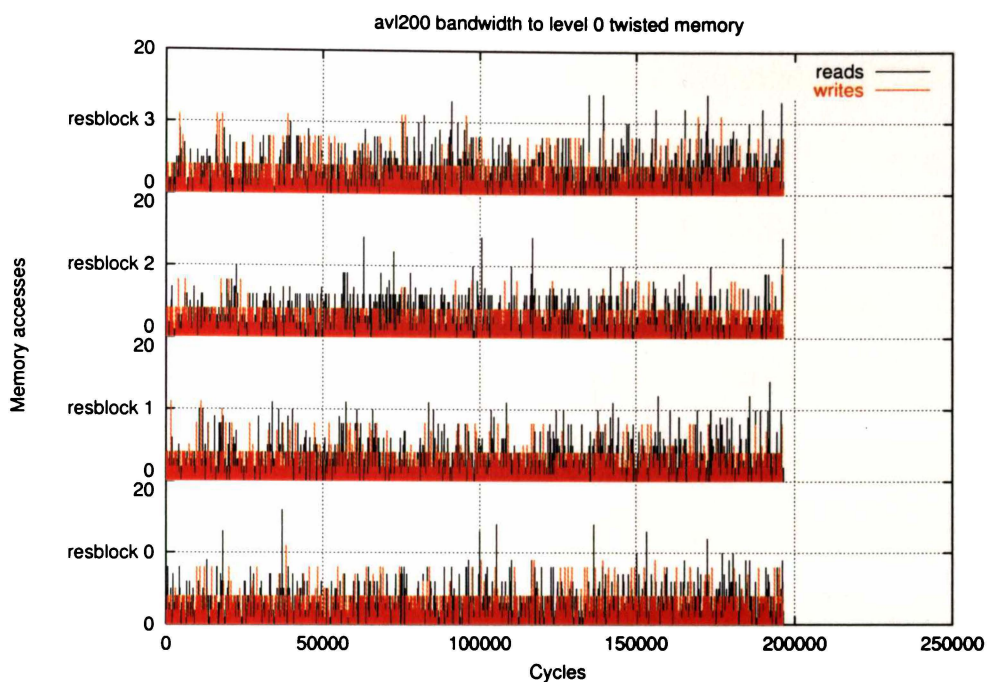 avl200 bandwidth to level 0 twisted memory
20
reads
writes
resblock 3
0
20
resblock 2
0
20
resblock 1
0
20
resblock 0
0
0 50000 100000 150000 200000 250000
Memory accesses
Cycles